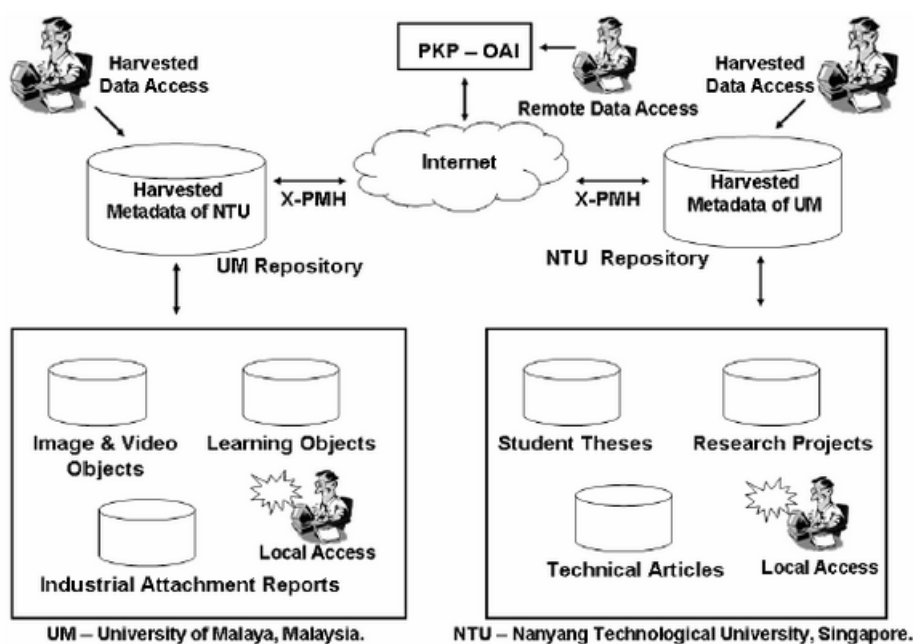 Harvested
Data Access
PKP – OAI
Remote Data Access
Harvested
Data Access
Internet
Harvested
Metadata of NTU
X-PMH
X-PMH
Harvested
Metadata of UM
UM Repository
NTU Repository
Image & Video
Objects
Learning Objects
Local Access
Industrial Attachment Reports
Student Theses
Research Projects
Technical Articles
Local Access
UM – University of Malaya, Malaysia.
NTU – Nanyang Technological University, Singapore.